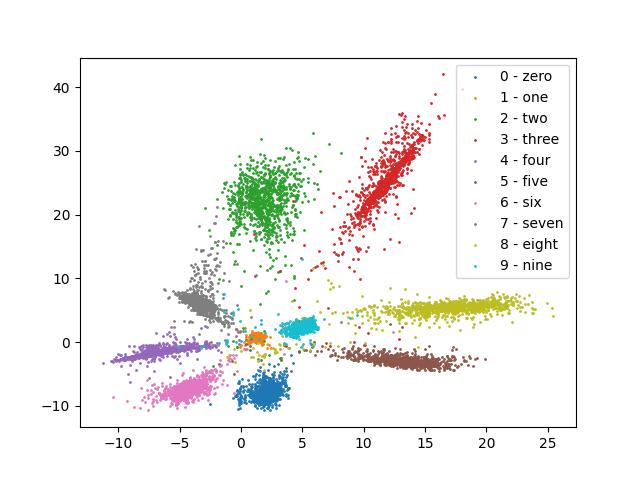 40
30
20
10
0
−10
−10
−5
0
5
10
15
20
25
0 - zero
1 - one
2 - two
3 - three
4 - four
5 - five
6 - six
7 - seven
8 - eight
9 - nine